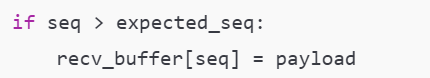 if seq > expected_seq:
    recv_buffer[seq] = payload